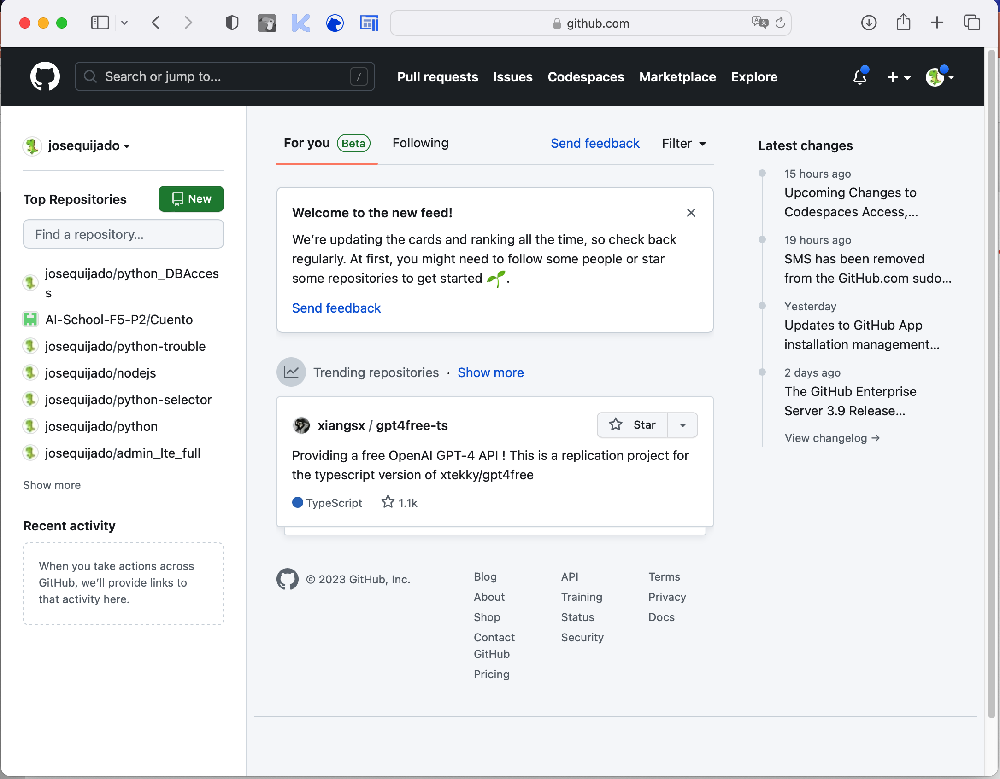 github.com
Search or jump to...
/
Pull requests
Issues
Codespaces
Marketplace
Explore
josequijado
Top Repositories
New
Find a repository...
josequijado/python_DBAcces
s
AI-School-F5-P2/Cuento
josequijado/python-trouble
josequijado/nodejs
josequijado/python-selector
josequijado/python
josequijado/admin_lte_full
Show more
Recent activity
When you take actions across
GitHub, we’ll provide links to
that activity here.
For you
Beta
Following
Send feedback
Filter
Welcome to the new feed!
We’re updating the cards and ranking all the time, so check back
regularly. At first, you might need to follow some people or star
some repositories to get started 🌱.
Send feedback
Trending repositories · Show more
xiangsx / gpt4free-ts
Star
Providing a free OpenAI GPT-4 API ! This is a replication project for
the typescript version of xtekky/gpt4free
TypeScript
1.1k
© 2023 GitHub, Inc.
Blog
About
Shop
Contact
GitHub
Pricing
API
Training
Status
Security
Terms
Privacy
Docs
Latest changes
15 hours ago
Upcoming Changes to
Codespaces Access,...
19 hours ago
SMS has been removed
from the GitHub.com sudo...
Yesterday
Updates to GitHub App
installation management...
2 days ago
The GitHub Enterprise
Server 3.9 Release...
View changelog →